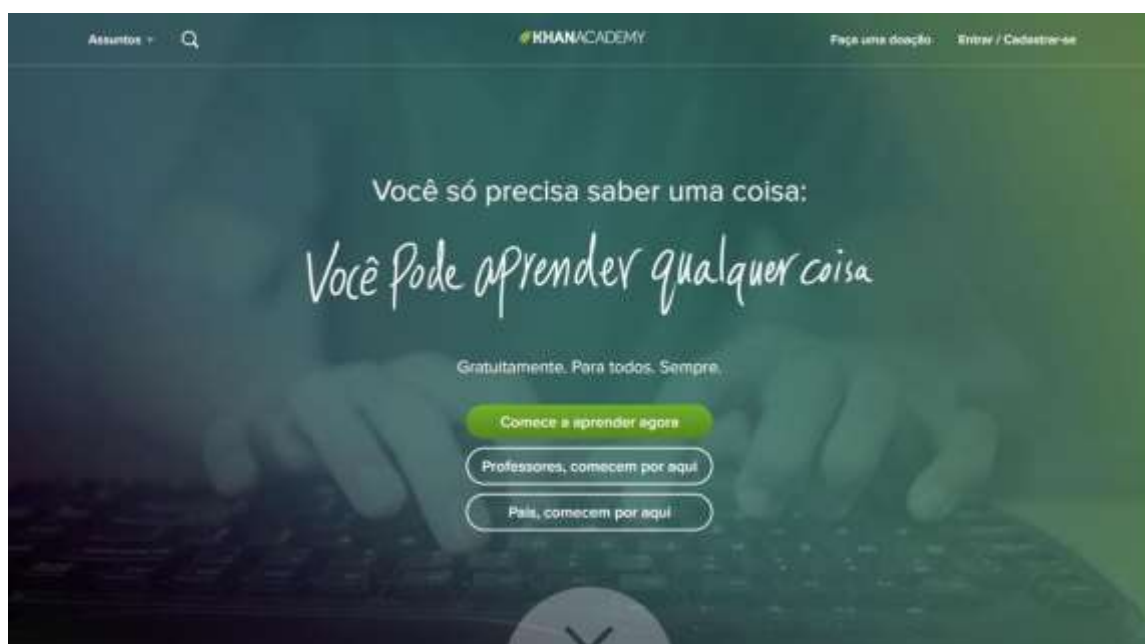 Assuntos
KHANACADEMY
Faça uma doação
Entrar / Cadastrar-se
Você só precisa saber uma coisa:
Você Pode aprender qualquer coisa
Gratuitamente. Para todos. Sempre.
Comece a aprender agora
Professores, comecem por aqui
Pais, comecem por aqui